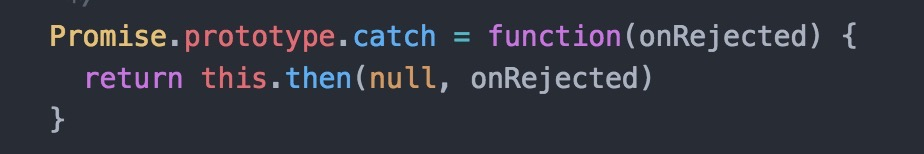 Promise.prototype.catch = function(onRejected) {
  return this.then(null, onRejected)
}